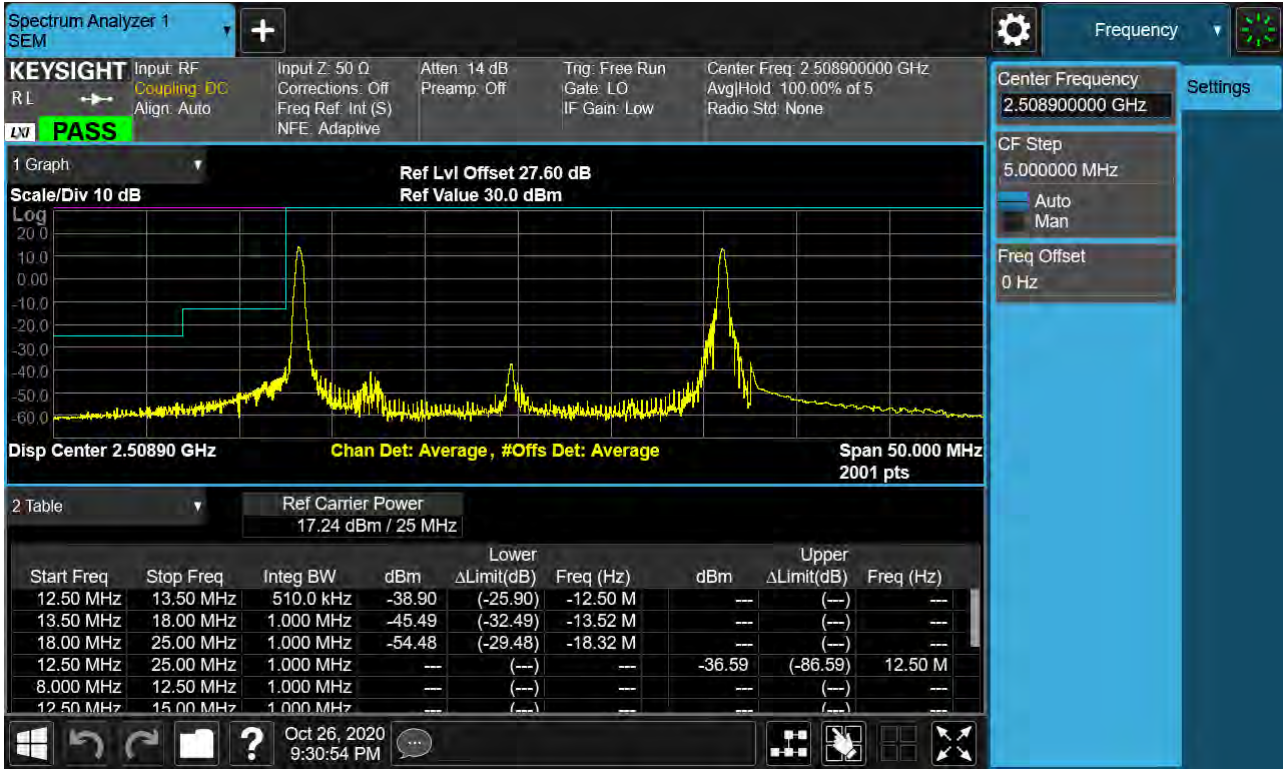 Spectrum Analyzer 1
SEM
+
Frequency
KEYSIGHT
Input: RF
Input Z: 50 Ω
Atten: 14 dB
Trig: Free Run
Center Freq: 2.508900000 GHz
RL
Coupling: DC
Corrections: Off
Preamp: Off
Gate: LO
Avg|Hold: 100.00% of 5
Align: Auto
Freq Ref: Int (S)
IF Gain: Low
Radio Std: None
NFE: Adaptive
LXI
PASS
Center Frequency
2.508900000 GHz
Settings
CF Step
5.000000 MHz
Auto
Man
Freq Offset
0 Hz
1 Graph
Ref Lvl Offset 27.60 dB
Scale/Div 10 dB
Ref Value 30.0 dBm
Log
20.0
10.0
0.00
-10.0
-20.0
-30.0
-40.0
-50.0
-60.0
Disp Center 2.50890 GHz
Chan Det: Average, #Offs Det: Average
Span 50.000 MHz
2001 pts
2 Table
Ref Carrier Power
17.24 dBm / 25 MHz
Lower Upper
Start Freq Stop Freq Integ BW dBm ΔLimit(dB) Freq (Hz) dBm ΔLimit(dB) Freq (Hz)
12.50 MHz 13.50 MHz 510.0 kHz -38.90 (-25.90) -12.50 M --- (---) ---
13.50 MHz 18.00 MHz 1.000 MHz -45.49 (-32.49) -13.52 M --- (---) ---
18.00 MHz 25.00 MHz 1.000 MHz -54.48 (-29.48) -18.32 M --- (---) ---
12.50 MHz 25.00 MHz 1.000 MHz --- (---) --- -36.59 (-86.59) 12.50 M
8.000 MHz 12.50 MHz 1.000 MHz --- (---) --- --- (---) ---
12.50 MHz 15.00 MHz 1.000 MHz --- (---) --- --- (---) ---
?
Oct 26, 2020
9:30:54 PM